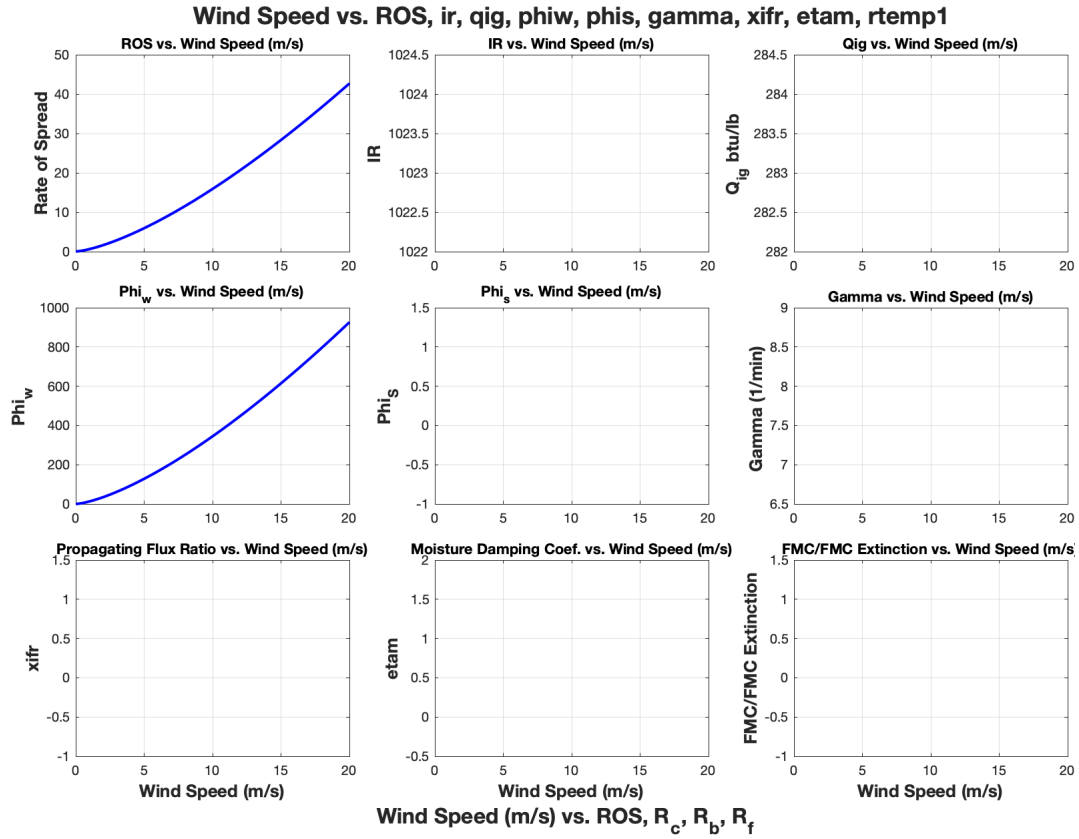 Wind Speed vs. ROS, ir, qig, phiw, phis, gamma, xifr, etam, rtemp1
ROS vs. Wind Speed (m/s)
Rate of Spread
50
40
30
20
10
0
0 5 10 15 20
IR vs. Wind Speed (m/s)
IR
1024.5
1024
1023.5
1023
1022.5
1022
0 5 10 15 20
Qig vs. Wind Speed (m/s)
Q_ig btu/lb
284.5
284
283.5
283
282.5
282
0 5 10 15 20
Phi_w vs. Wind Speed (m/s)
Phi_w
1000
800
600
400
200
0
0 5 10 15 20
Phi_s vs. Wind Speed (m/s)
Phi_S
1.5
1
0.5
0
-0.5
-1
0 5 10 15 20
Gamma vs. Wind Speed (m/s)
Gamma (1/min)
9
8.5
8
7.5
7
6.5
0 5 10 15 20
Propagating Flux Ratio vs. Wind Speed (m/s)
xifr
1.5
1
0.5
0
-0.5
-1
0 5 10 15 20
Wind Speed (m/s)
Moisture Damping Coef. vs. Wind Speed (m/s)
etam
2
1.5
1
0.5
0
-0.5
0 5 10 15 20
Wind Speed (m/s)
FMC/FMC Extinction vs. Wind Speed (m/s)
FMC/FMC Extinction
1.5
1
0.5
0
-0.5
-1
0 5 10 15 20
Wind Speed (m/s)
Wind Speed (m/s) vs. ROS, R_c, R_b, R_f